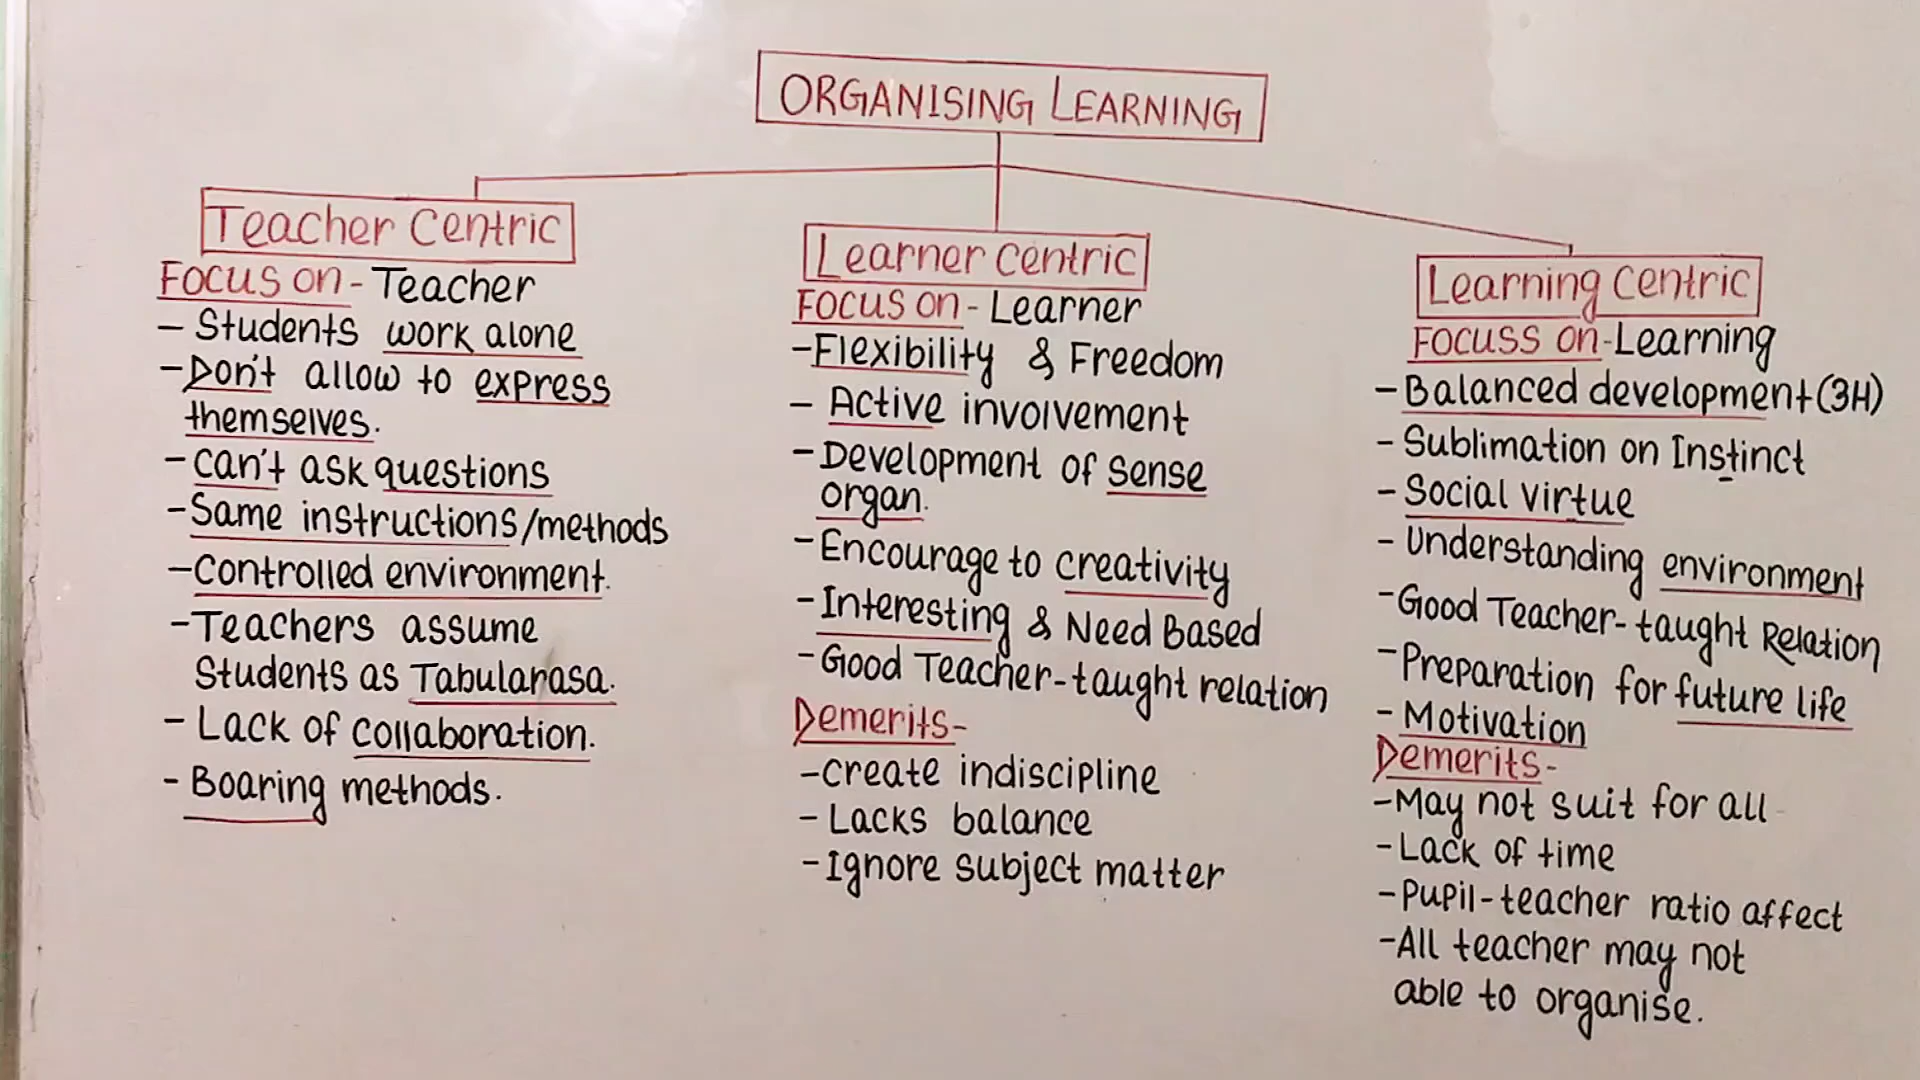 ORGANISING LEARNING
Teacher Centric
Focus on - Teacher
- Students work alone
- Don't allow to express
themselves.
- can't ask questions
- Same instructions/methods
- controlled environment.
- Teachers assume
Students as Tabularasa.
- Lack of collaboration.
- Boaring methods.
Learner centric
Focus on - Learner
- Flexibility & Freedom
- Active involvement
- Development of sense
organ.
- Encourage to creativity
- Interesting & Need Based
- Good Teacher-taught relation
Demerits-
- create indiscipline
- Lacks balance
- Ignore subject matter
Learning centric
Focuss on - Learning
- Balanced development (3H)
- Sublimation on Instinct
- Social virtue
- Understanding environment
- Good Teacher-taught Relation
- Preparation for future life
- Motivation
Demerits-
- May not suit for all
- Lack of time
- Pupil-teacher ratio affect
- All teacher may not
able to organise.